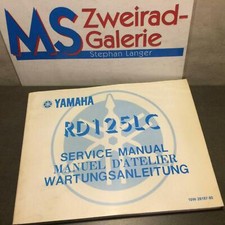 MS Zweirad-
Galerie
Stephan Langer
YAMAHA
RD125LC
SERVICE MANUAL
MANUEL D'ATELIER
WARTUNGSANLEITUNG